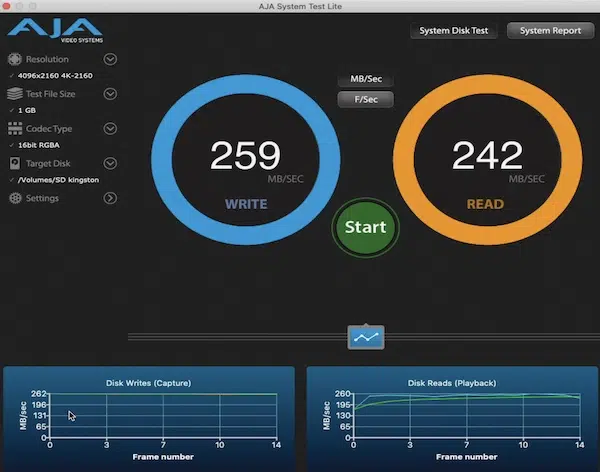 AJA System Test Lite
AJA
VIDEO SYSTEMS
System Disk Test
System Report
Resolution
4096x2160 4K-2160
Test File Size
1 GB
Codec Type
16bit RGBA
Target Disk
/Volumes/SD kingston
Settings
MB/Sec
F/Sec
259
MB/SEC
WRITE
242
MB/SEC
READ
Start
Disk Writes (Capture)
MB/sec
262
196
131
65
0
0 3 7 10 14
Frame number
Disk Reads (Playback)
MB/sec
260
195
130
65
0
0 3 7 10 14
Frame number